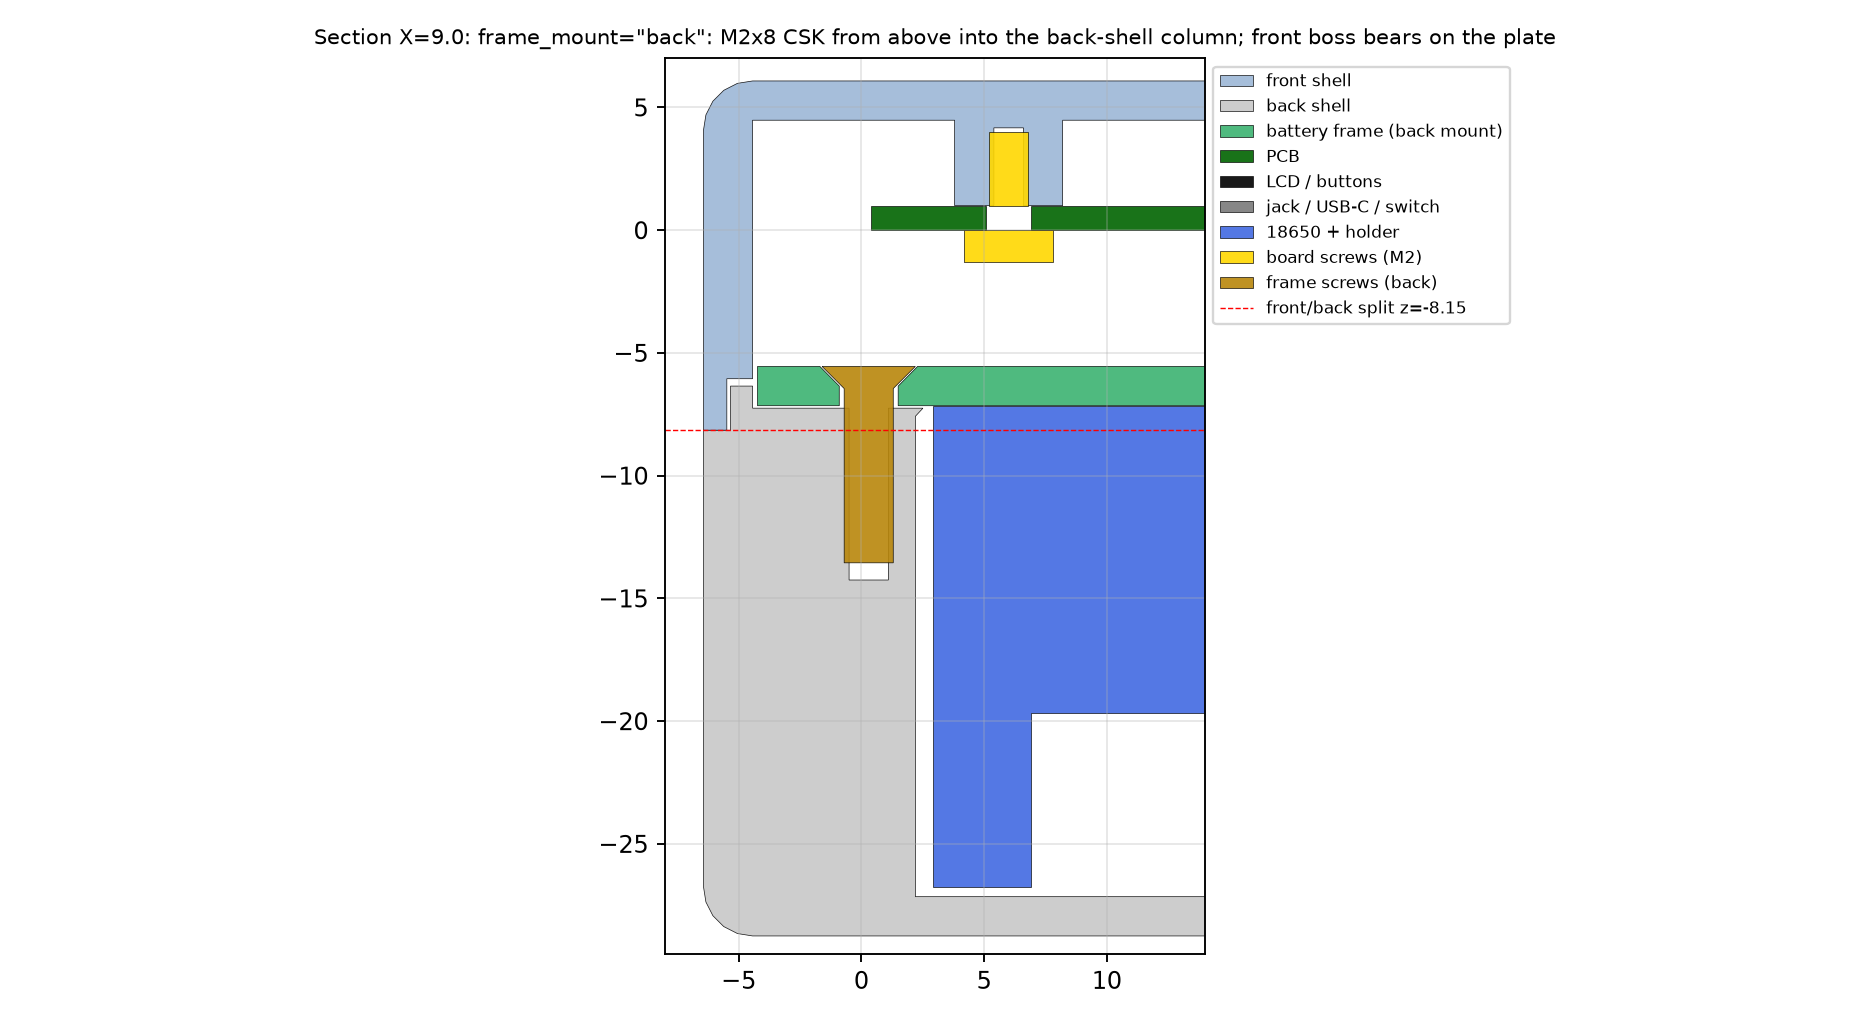 Section X=9.0: frame_mount="back": M2x8 CSK from above into the back-shell column; front boss bears on the plate
front shell
back shell
battery frame (back mount)
PCB
LCD / buttons
jack / USB-C / switch
18650 + holder
board screws (M2)
frame screws (back)
front/back split z=-8.15
5
0
−5
−10
−15
−20
−25
−5
0
5
10